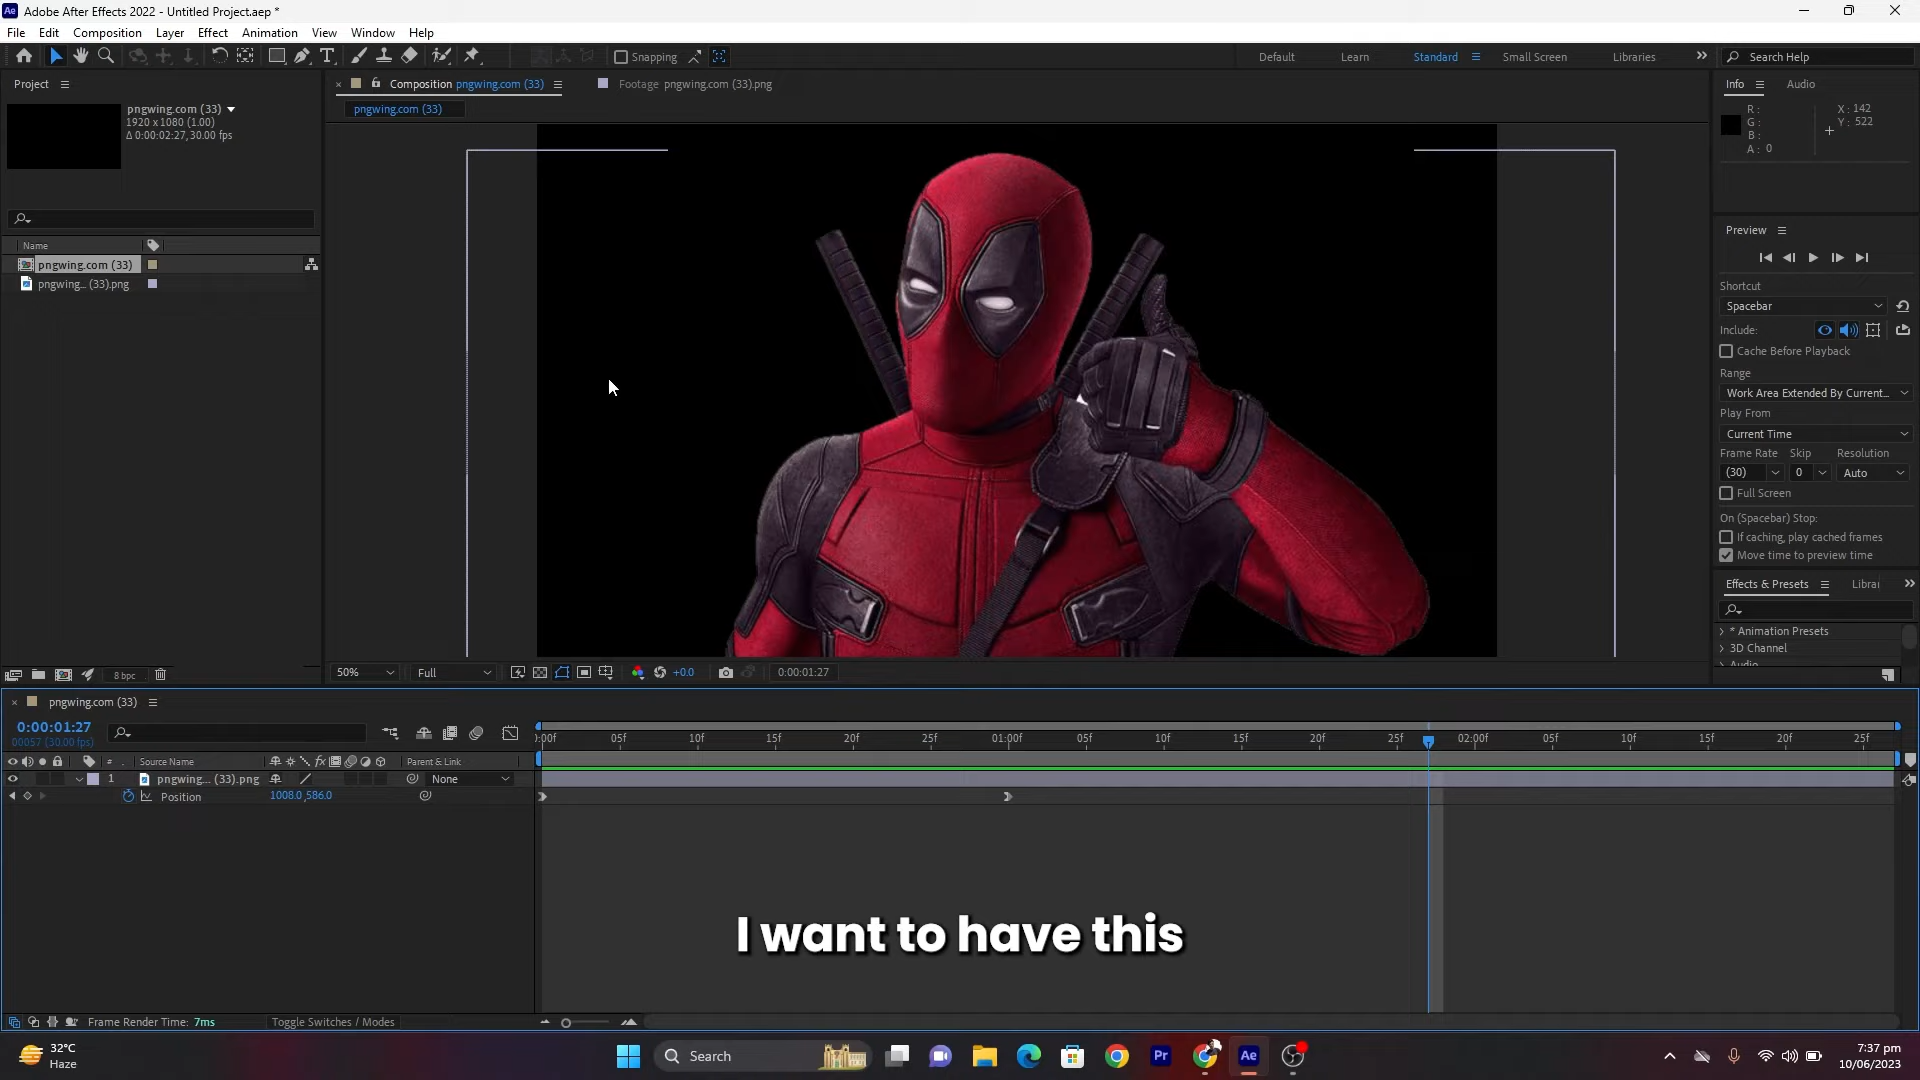 Adobe After Effects 2022 - Untitled Project.aep *
File Edit Composition Layer Effect Animation View Window Help
Snapping
Default Learn Standard Small Screen Libraries Search Help
Project
pngwing.com (33)
1920 x 1080 (1.00)
Δ 0:00:02:27, 30.00 fps
Name
pngwing.com (33)
pngwing... (33).png
8 bpc
Composition pngwing.com (33)
Footage pngwing.com (33).png
pngwing.com (33)
50% Full +0.0 0:00:01:27
Info Audio
R :
G :
B :
A : 0
X : 142
Y : 522
Preview
Shortcut
Spacebar
Include:
Cache Before Playback
Range
Work Area Extended By Current...
Play From
Current Time
Frame Rate Skip Resolution
(30) 0 Auto
Full Screen
On (Spacebar) Stop:
If caching, play cached frames
Move time to preview time
Effects & Presets Librar
* Animation Presets
3D Channel
Audio
pngwing.com (33)
0:00:01:27
00057 (30.00 fps)
):00f 05f 10f 15f 20f 25f 01:00f 05f 10f 15f 20f 25f 02:00f 05f 10f 15f 20f 25f
# Source Name fx Parent & Link
1 pngwing... (33).png None
Position 1008.0,586.0
I want to have this
Frame Render Time: 7ms Toggle Switches / Modes
32°C
Haze
Search
Pr
Ae
7:37 pm
10/06/2023